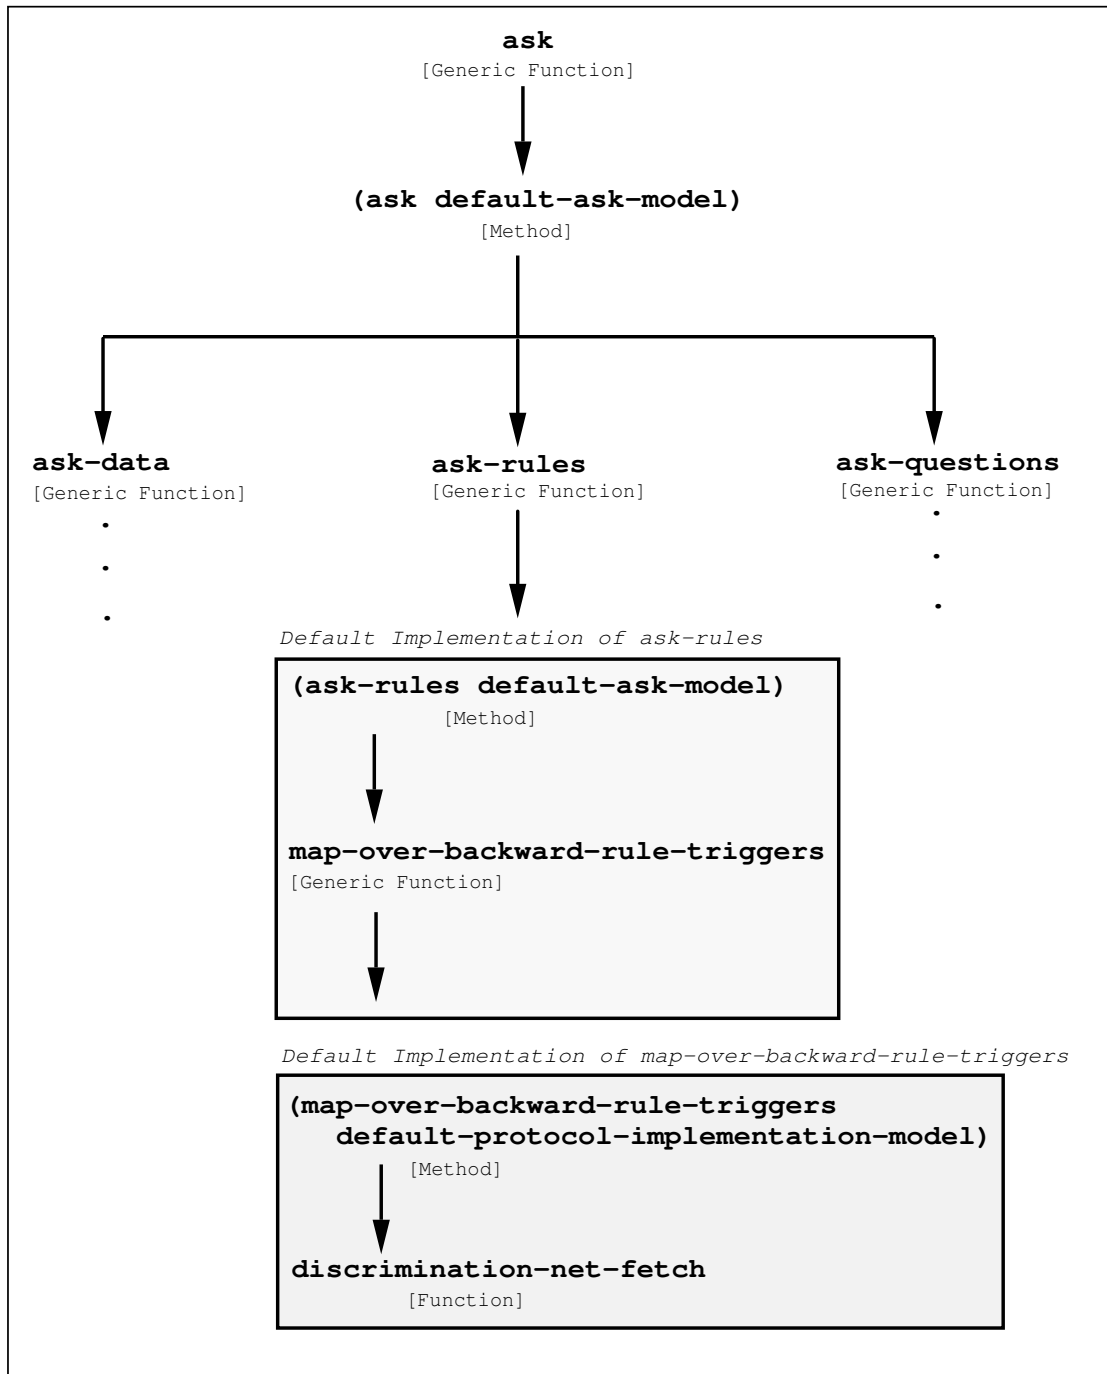 ask
[Generic Function]
(ask default-ask-model)
[Method]
ask-data
[Generic Function]
ask-rules
[Generic Function]
ask-questions
[Generic Function]
Default Implementation of ask-rules
(ask-rules default-ask-model)
[Method]
map-over-backward-rule-triggers
[Generic Function]
Default Implementation of map-over-backward-rule-triggers
(map-over-backward-rule-triggers
default-protocol-implementation-model)
[Method]
discrimination-net-fetch
[Function]